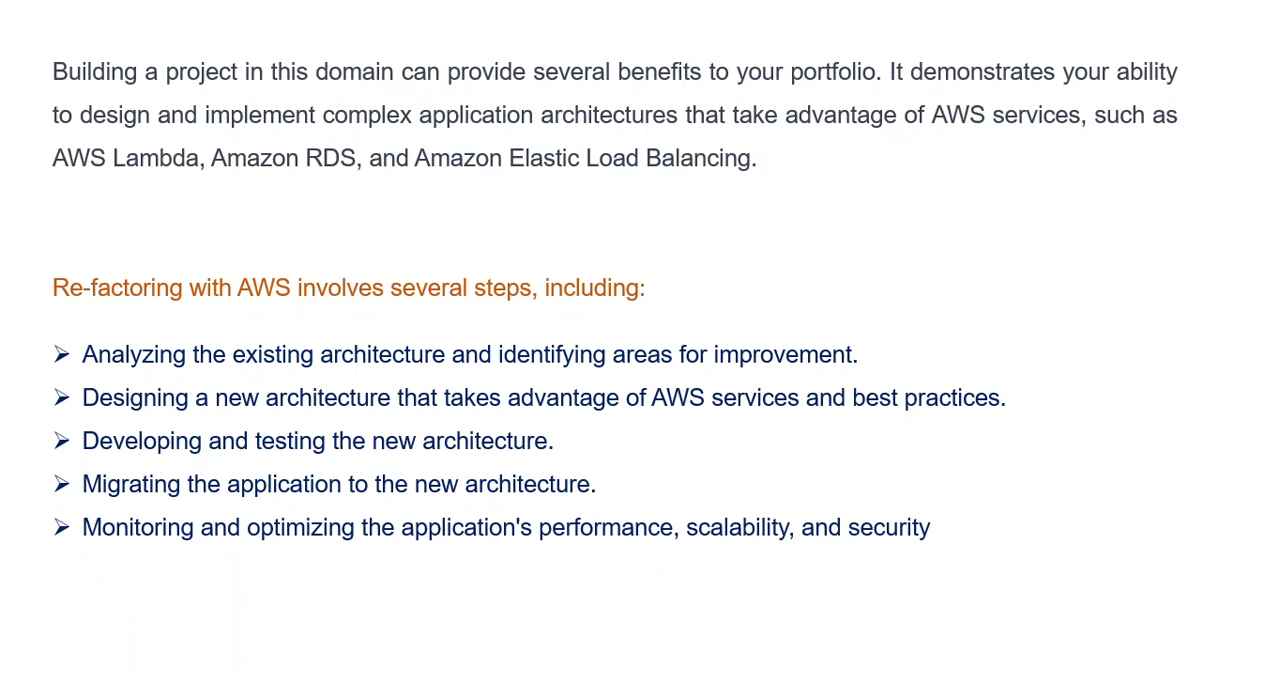 Building a project in this domain can provide several benefits to your portfolio. It demonstrates your ability
to design and implement complex application architectures that take advantage of AWS services, such as
AWS Lambda, Amazon RDS, and Amazon Elastic Load Balancing.
Re-factoring with AWS involves several steps, including:
➢ Analyzing the existing architecture and identifying areas for improvement.
➢ Designing a new architecture that takes advantage of AWS services and best practices.
➢ Developing and testing the new architecture.
➢ Migrating the application to the new architecture.
➢ Monitoring and optimizing the application's performance, scalability, and security